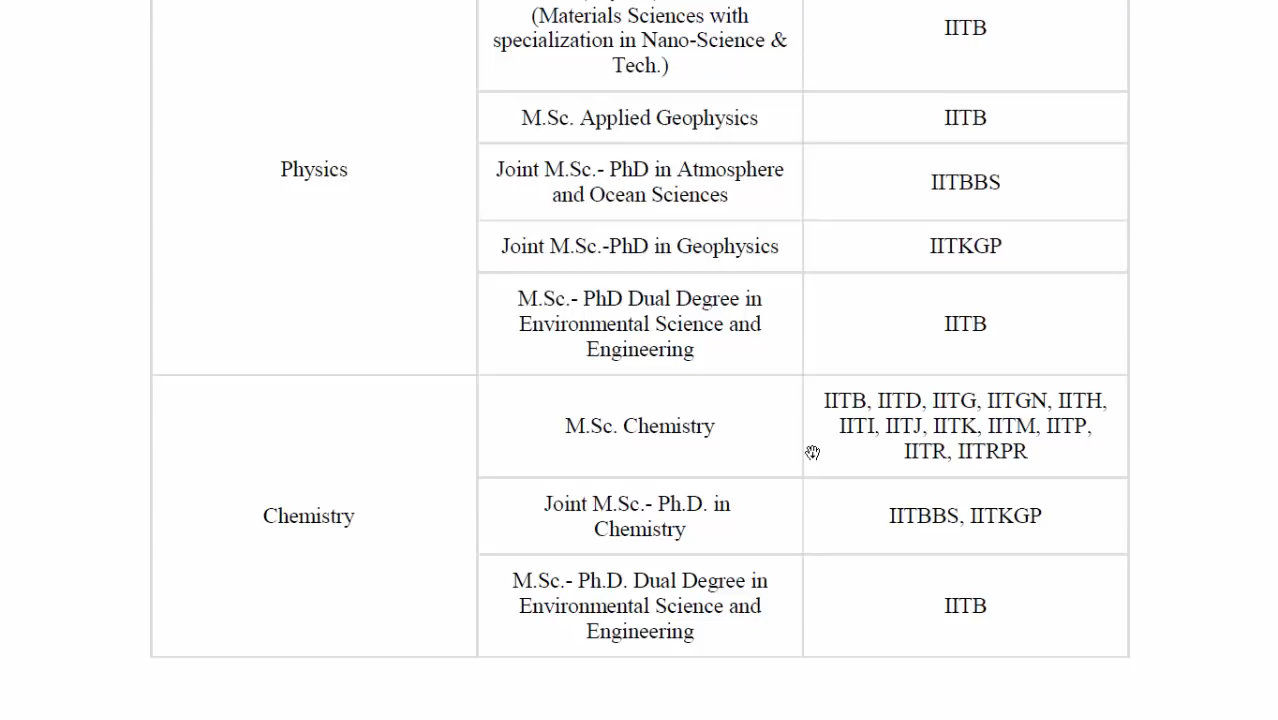 (Materials Sciences with
specialization in Nano-Science &
Tech.)
IITB
M.Sc. Applied Geophysics
IITB
Physics
Joint M.Sc.- PhD in Atmosphere
and Ocean Sciences
IITBBS
Joint M.Sc.-PhD in Geophysics
IITKGP
M.Sc.- PhD Dual Degree in
Environmental Science and
Engineering
IITB
Chemistry
M.Sc. Chemistry
IITB, IITD, IITG, IITGN, IITH,
IITI, IITJ, IITK, IITM, IITP,
IITR, IITRPR
Joint M.Sc.- Ph.D. in
Chemistry
IITBBS, IITKGP
M.Sc.- Ph.D. Dual Degree in
Environmental Science and
Engineering
IITB